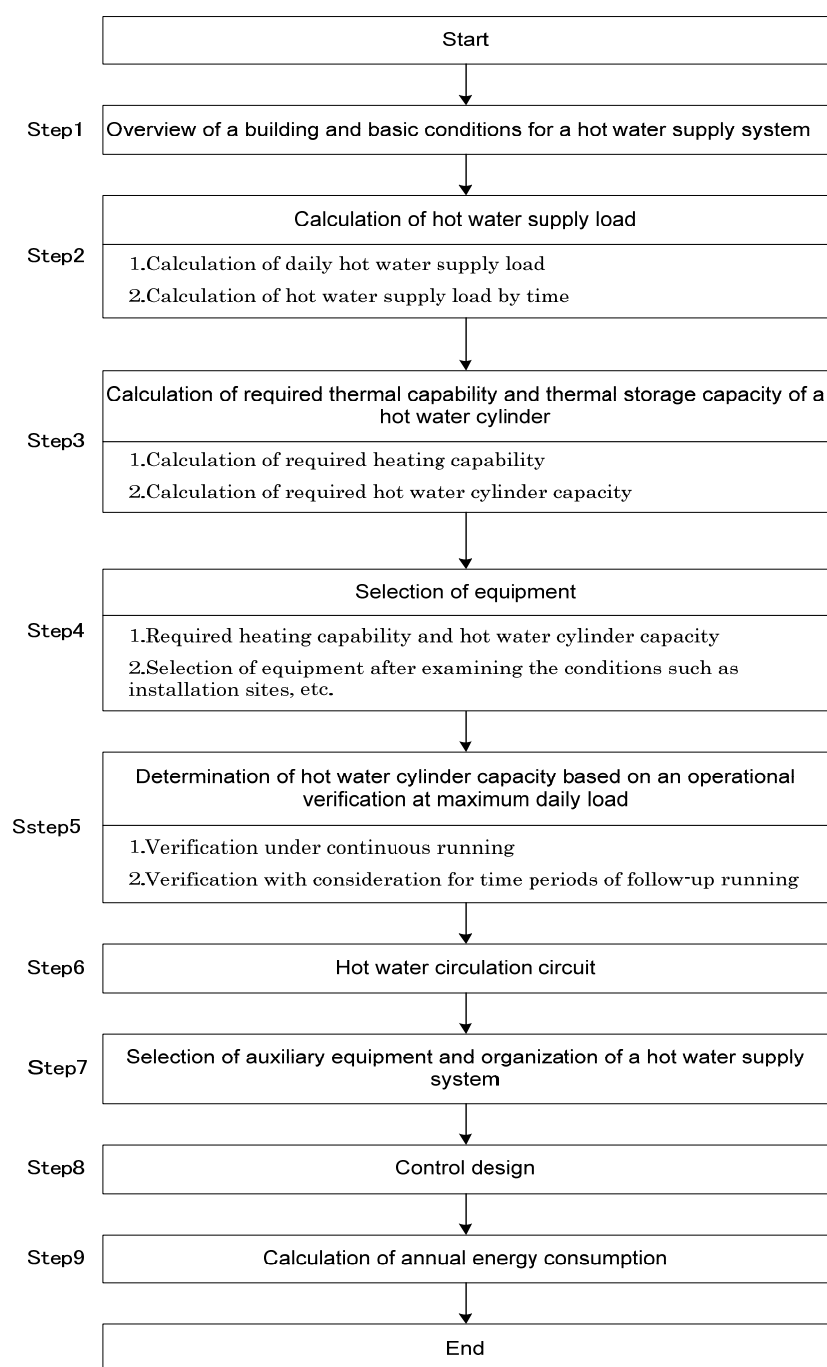 Start
Step1
Overview of a building and basic conditions for a hot water supply system
Step2
Calculation of hot water supply load
1.Calculation of daily hot water supply load
2.Calculation of hot water supply load by time
Step3
Calculation of required thermal capability and thermal storage capacity of a
hot water cylinder
1.Calculation of required heating capability
2.Calculation of required hot water cylinder capacity
Step4
Selection of equipment
1.Required heating capability and hot water cylinder capacity
2.Selection of equipment after examining the conditions such as
installation sites, etc.
Sstep5
Determination of hot water cylinder capacity based on an operational
verification at maximum daily load
1.Verification under continuous running
2.Verification with consideration for time periods of follow-up running
Step6
Hot water circulation circuit
Step7
Selection of auxiliary equipment and organization of a hot water supply
system
Step8
Control design
Step9
Calculation of annual energy consumption
End